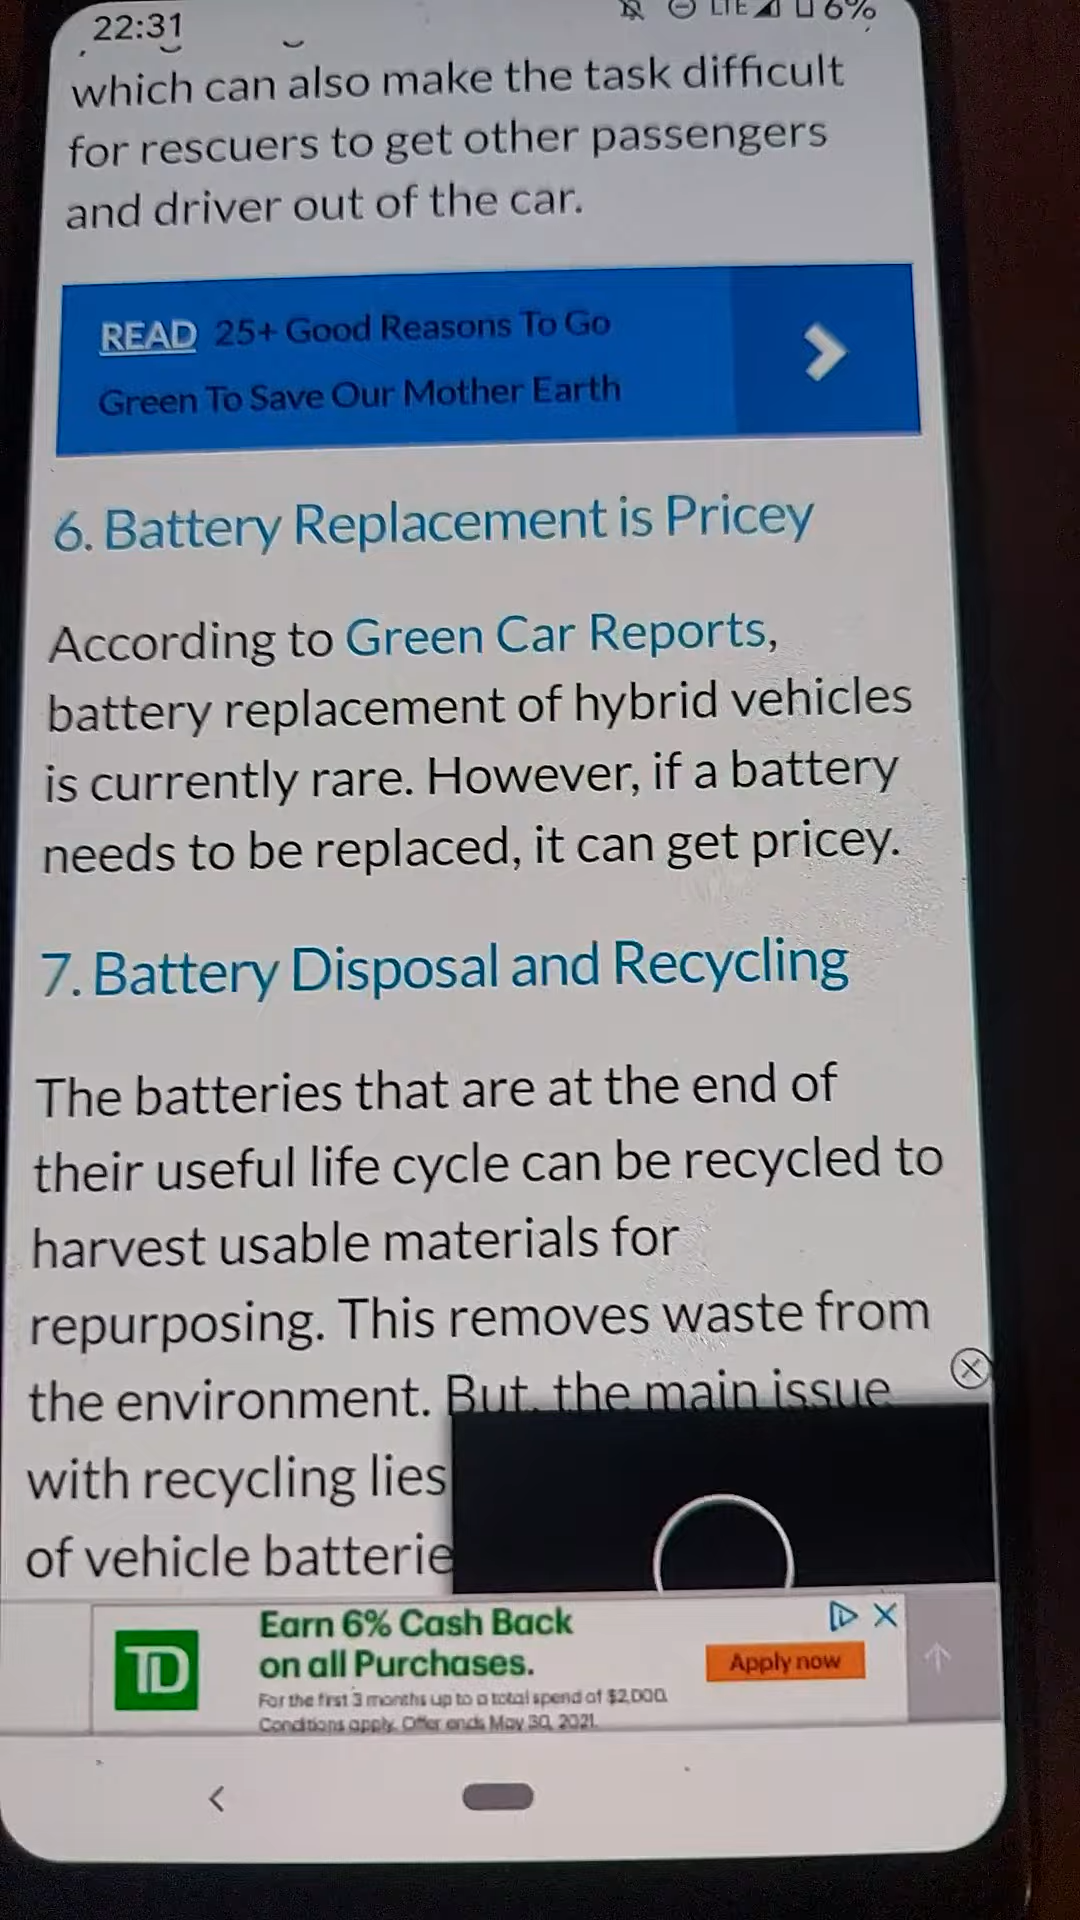 22:31
LTE 6%
which can also make the task difficult
for rescuers to get other passengers
and driver out of the car.
READ 25+ Good Reasons To Go
Green To Save Our Mother Earth
6. Battery Replacement is Pricey
According to Green Car Reports,
battery replacement of hybrid vehicles
is currently rare. However, if a battery
needs to be replaced, it can get pricey.
7. Battery Disposal and Recycling
The batteries that are at the end of
their useful life cycle can be recycled to
harvest usable materials for
repurposing. This removes waste from
the environment. But, the main issue
with recycling lies
of vehicle batterie
TD
Earn 6% Cash Back
on all Purchases.
For the first 3 months up to a total spend of $2,000.
Conditions apply. Offer ends May 30, 2021.
Apply now